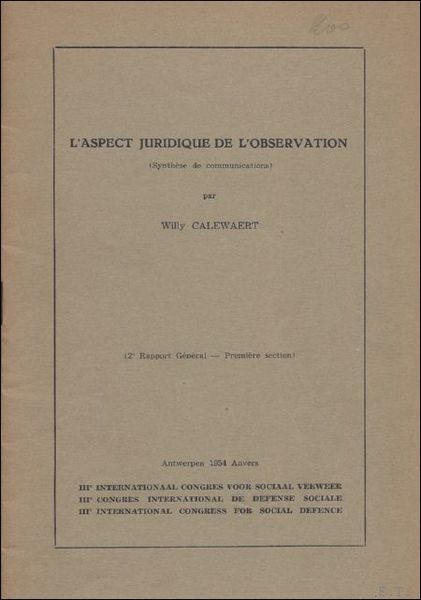 L'ASPECT JURIDIQUE DE L'OBSERVATION
(Synthèse de communications)
par
Willy CALEWAERT
(2e Rapport Général — Première section)
Antwerpen 1954 Anvers
IIIe INTERNATIONAAL CONGRES VOOR SOCIAAL VERWEER
IIIe CONGRES INTERNATIONAL DE DEFENSE SOCIALE
IIIe INTERNATIONAL CONGRESS FOR SOCIAL DEFENCE
E.T.